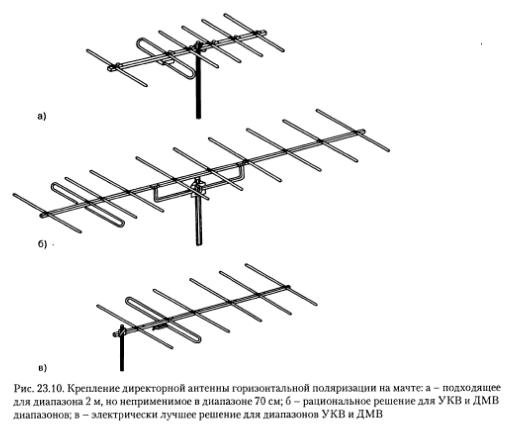 а)
б)
в)
Рис. 23.10. Крепление директорной антенны горизонтальной поляризации на мачте: а – подходящее
для диапазона 2 м, но неприменимое в диапазоне 70 см; б – рациональное решение для УКВ и ДМВ
диапазонов; в – электрически лучшее решение для диапазонов УКВ и ДМВ